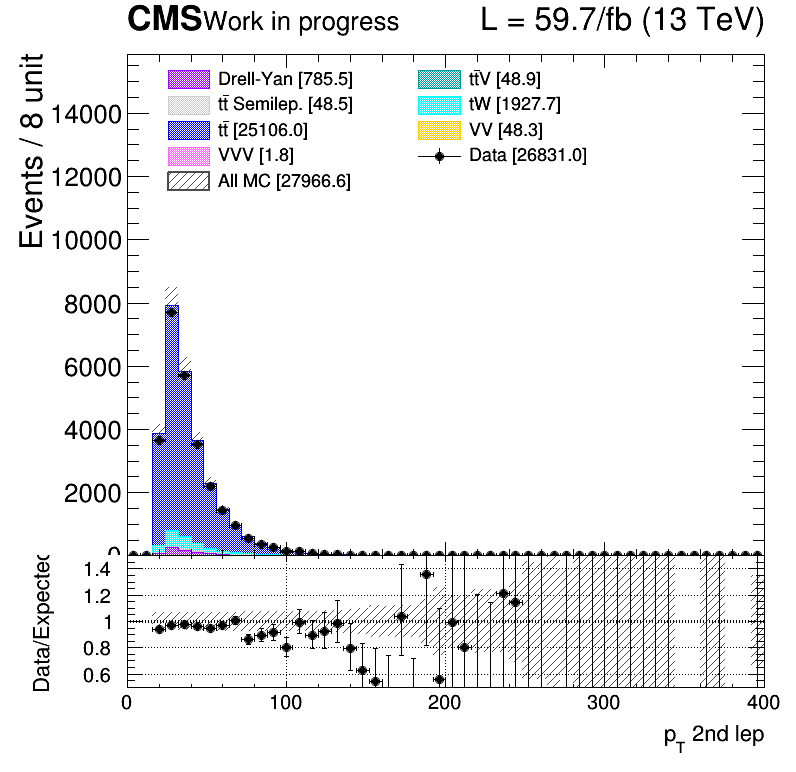 CMS Work in progress L = 59.7/fb (13 TeV)
Events / 8 unit
Drell-Yan [785.5]
tt̄ Semilep. [48.5]
tt̄ [25106.0]
VVV [1.8]
All MC [27966.6]
tt̄V [48.9]
tW [1927.7]
VV [48.3]
Data [26831.0]
14000
12000
10000
8000
6000
4000
2000
0
Data/Expected
1.4
1.2
1
0.8
0.6
0 100 200 300 400
p_T 2nd lep